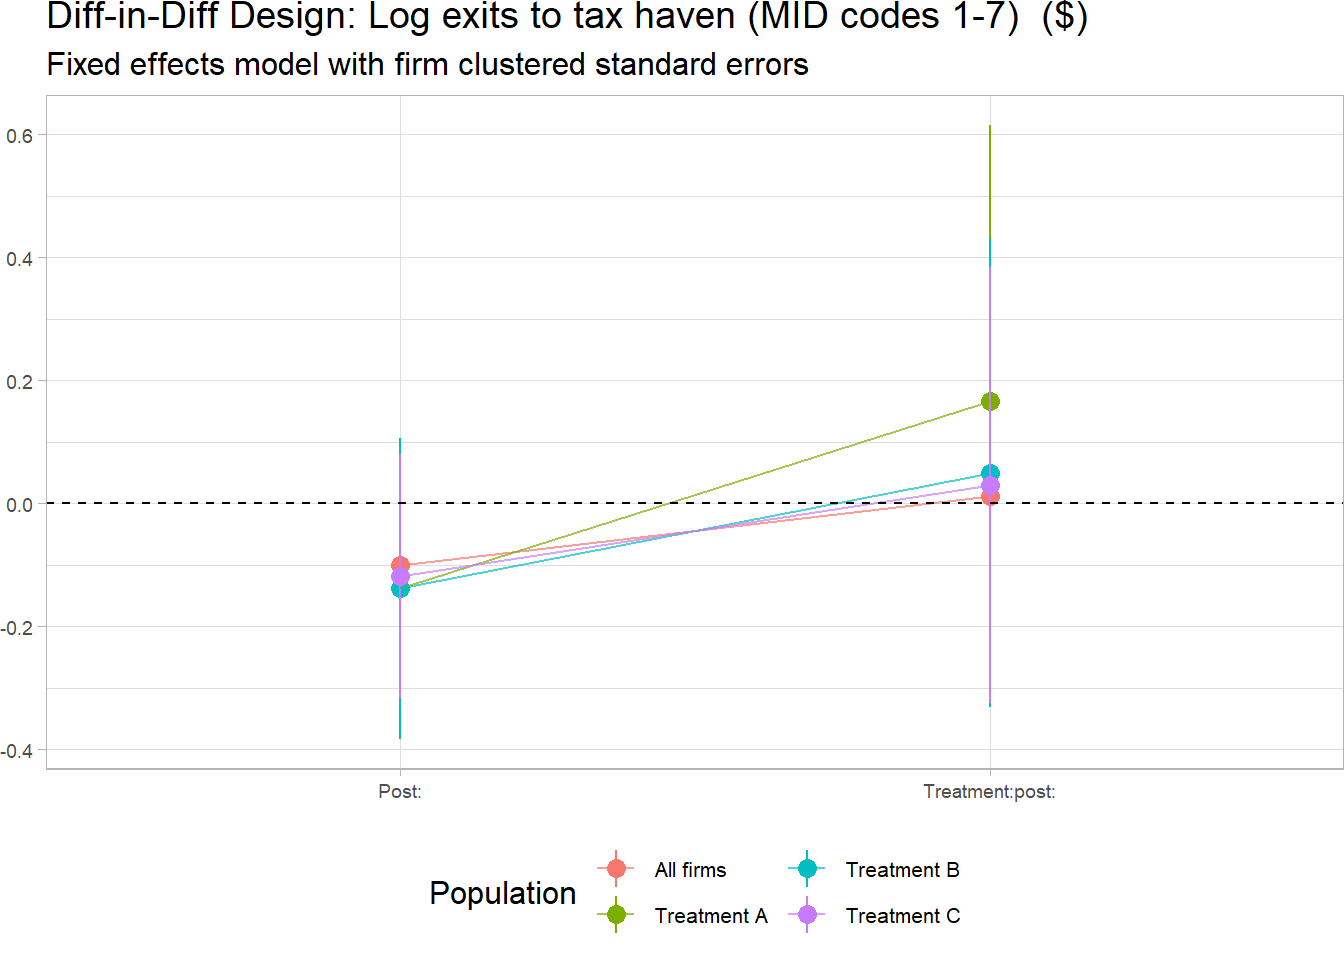 Diff-in-Diff Design: Log exits to tax haven (MID codes 1-7)  ($)
Fixed effects model with firm clustered standard errors
0.6
0.4
0.2
0.0
-0.2
-0.4
Post:
Treatment:post:
Population
All firms
Treatment B
Treatment A
Treatment C